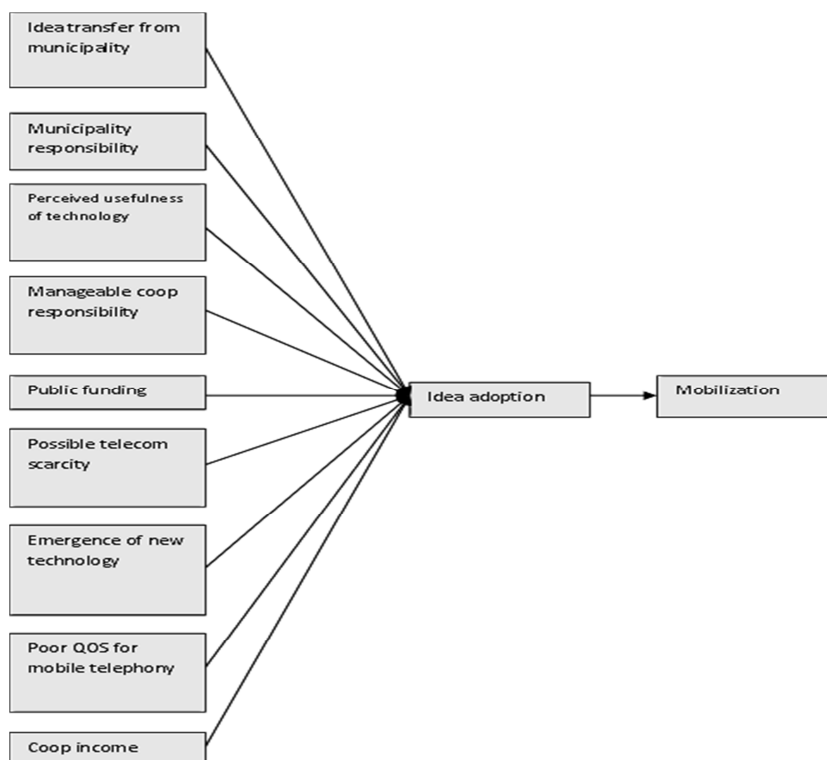 Idea transfer from
municipality
Municipality
responsibility
Perceived usefulness
of technology
Manageable coop
responsibility
Public funding
Idea adoption
Mobilization
Possible telecom
scarcity
Emergence of new
technology
Poor QOS for
mobile telephony
Coop income